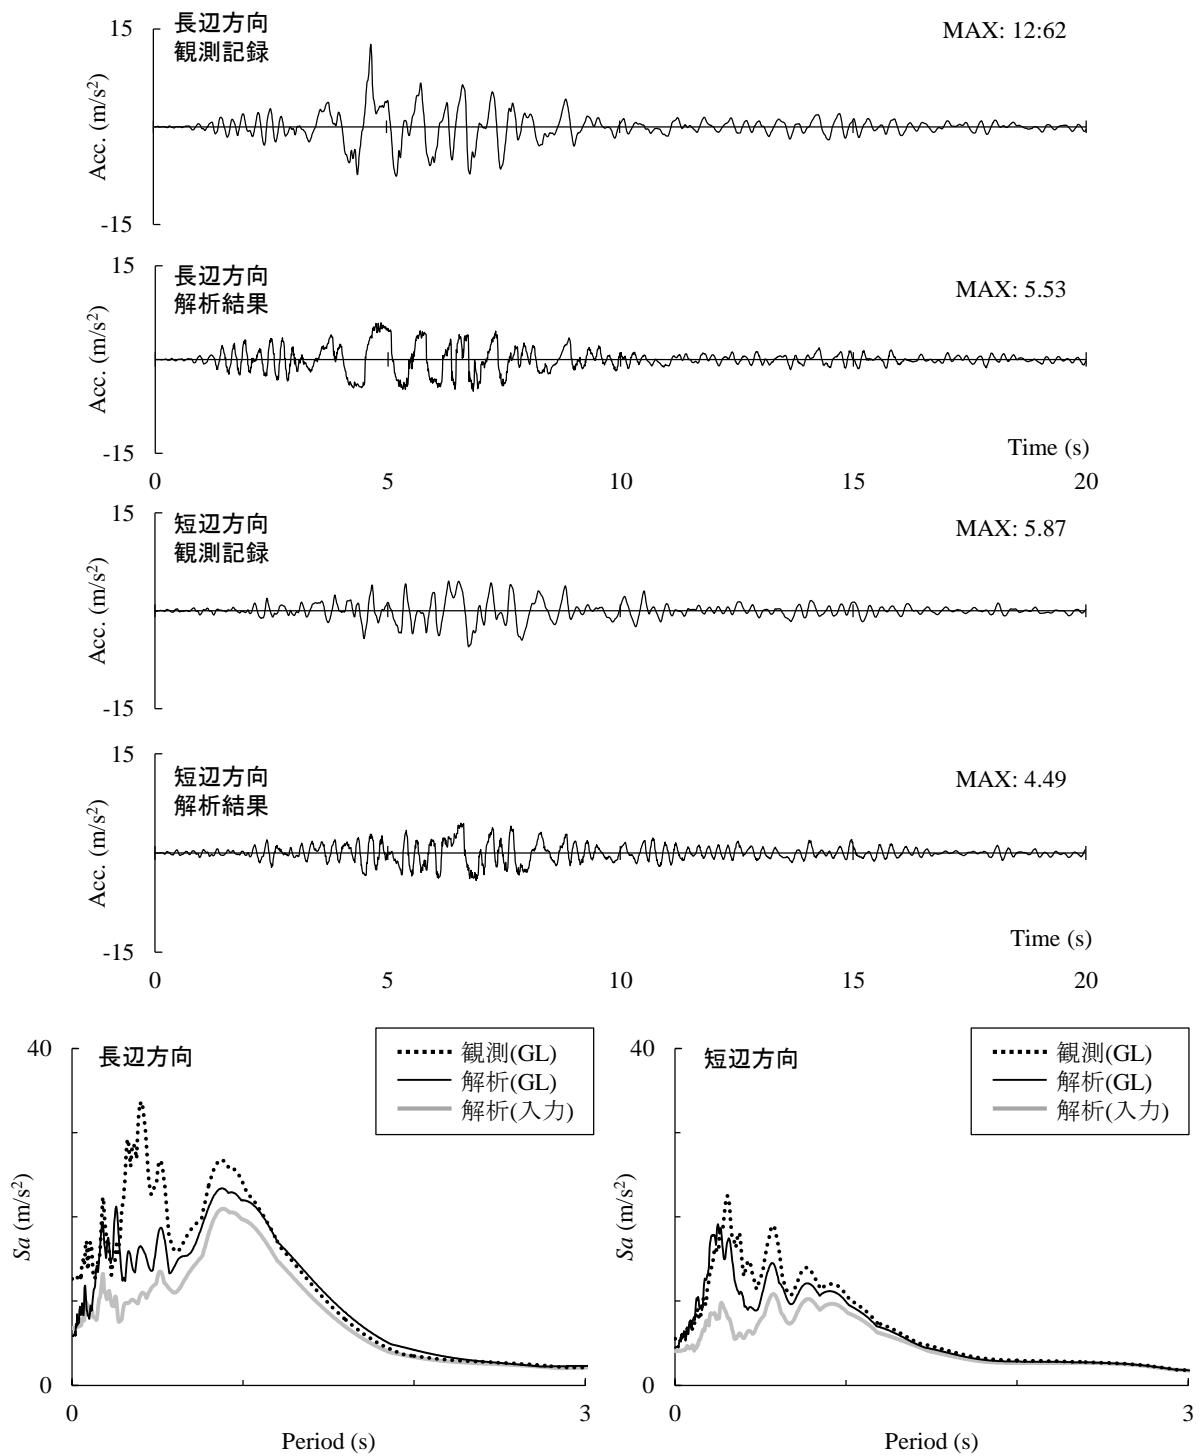 15
長辺方向
観測記録
MAX: 12:62
Acc. (m/s²)
-15
15
長辺方向
解析結果
MAX: 5.53
Acc. (m/s²)
-15
Time (s)
0 5 10 15 20
15
短辺方向
観測記録
MAX: 5.87
Acc. (m/s²)
-15
15
短辺方向
解析結果
MAX: 4.49
Acc. (m/s²)
-15
Time (s)
0 5 10 15 20
40
長辺方向
観測(GL)
解析(GL)
解析(入力)
Sa (m/s²)
0
0 3
Period (s)
短辺方向
観測(GL)
解析(GL)
解析(入力)
40
Sa (m/s²)
0
0 3
Period (s)